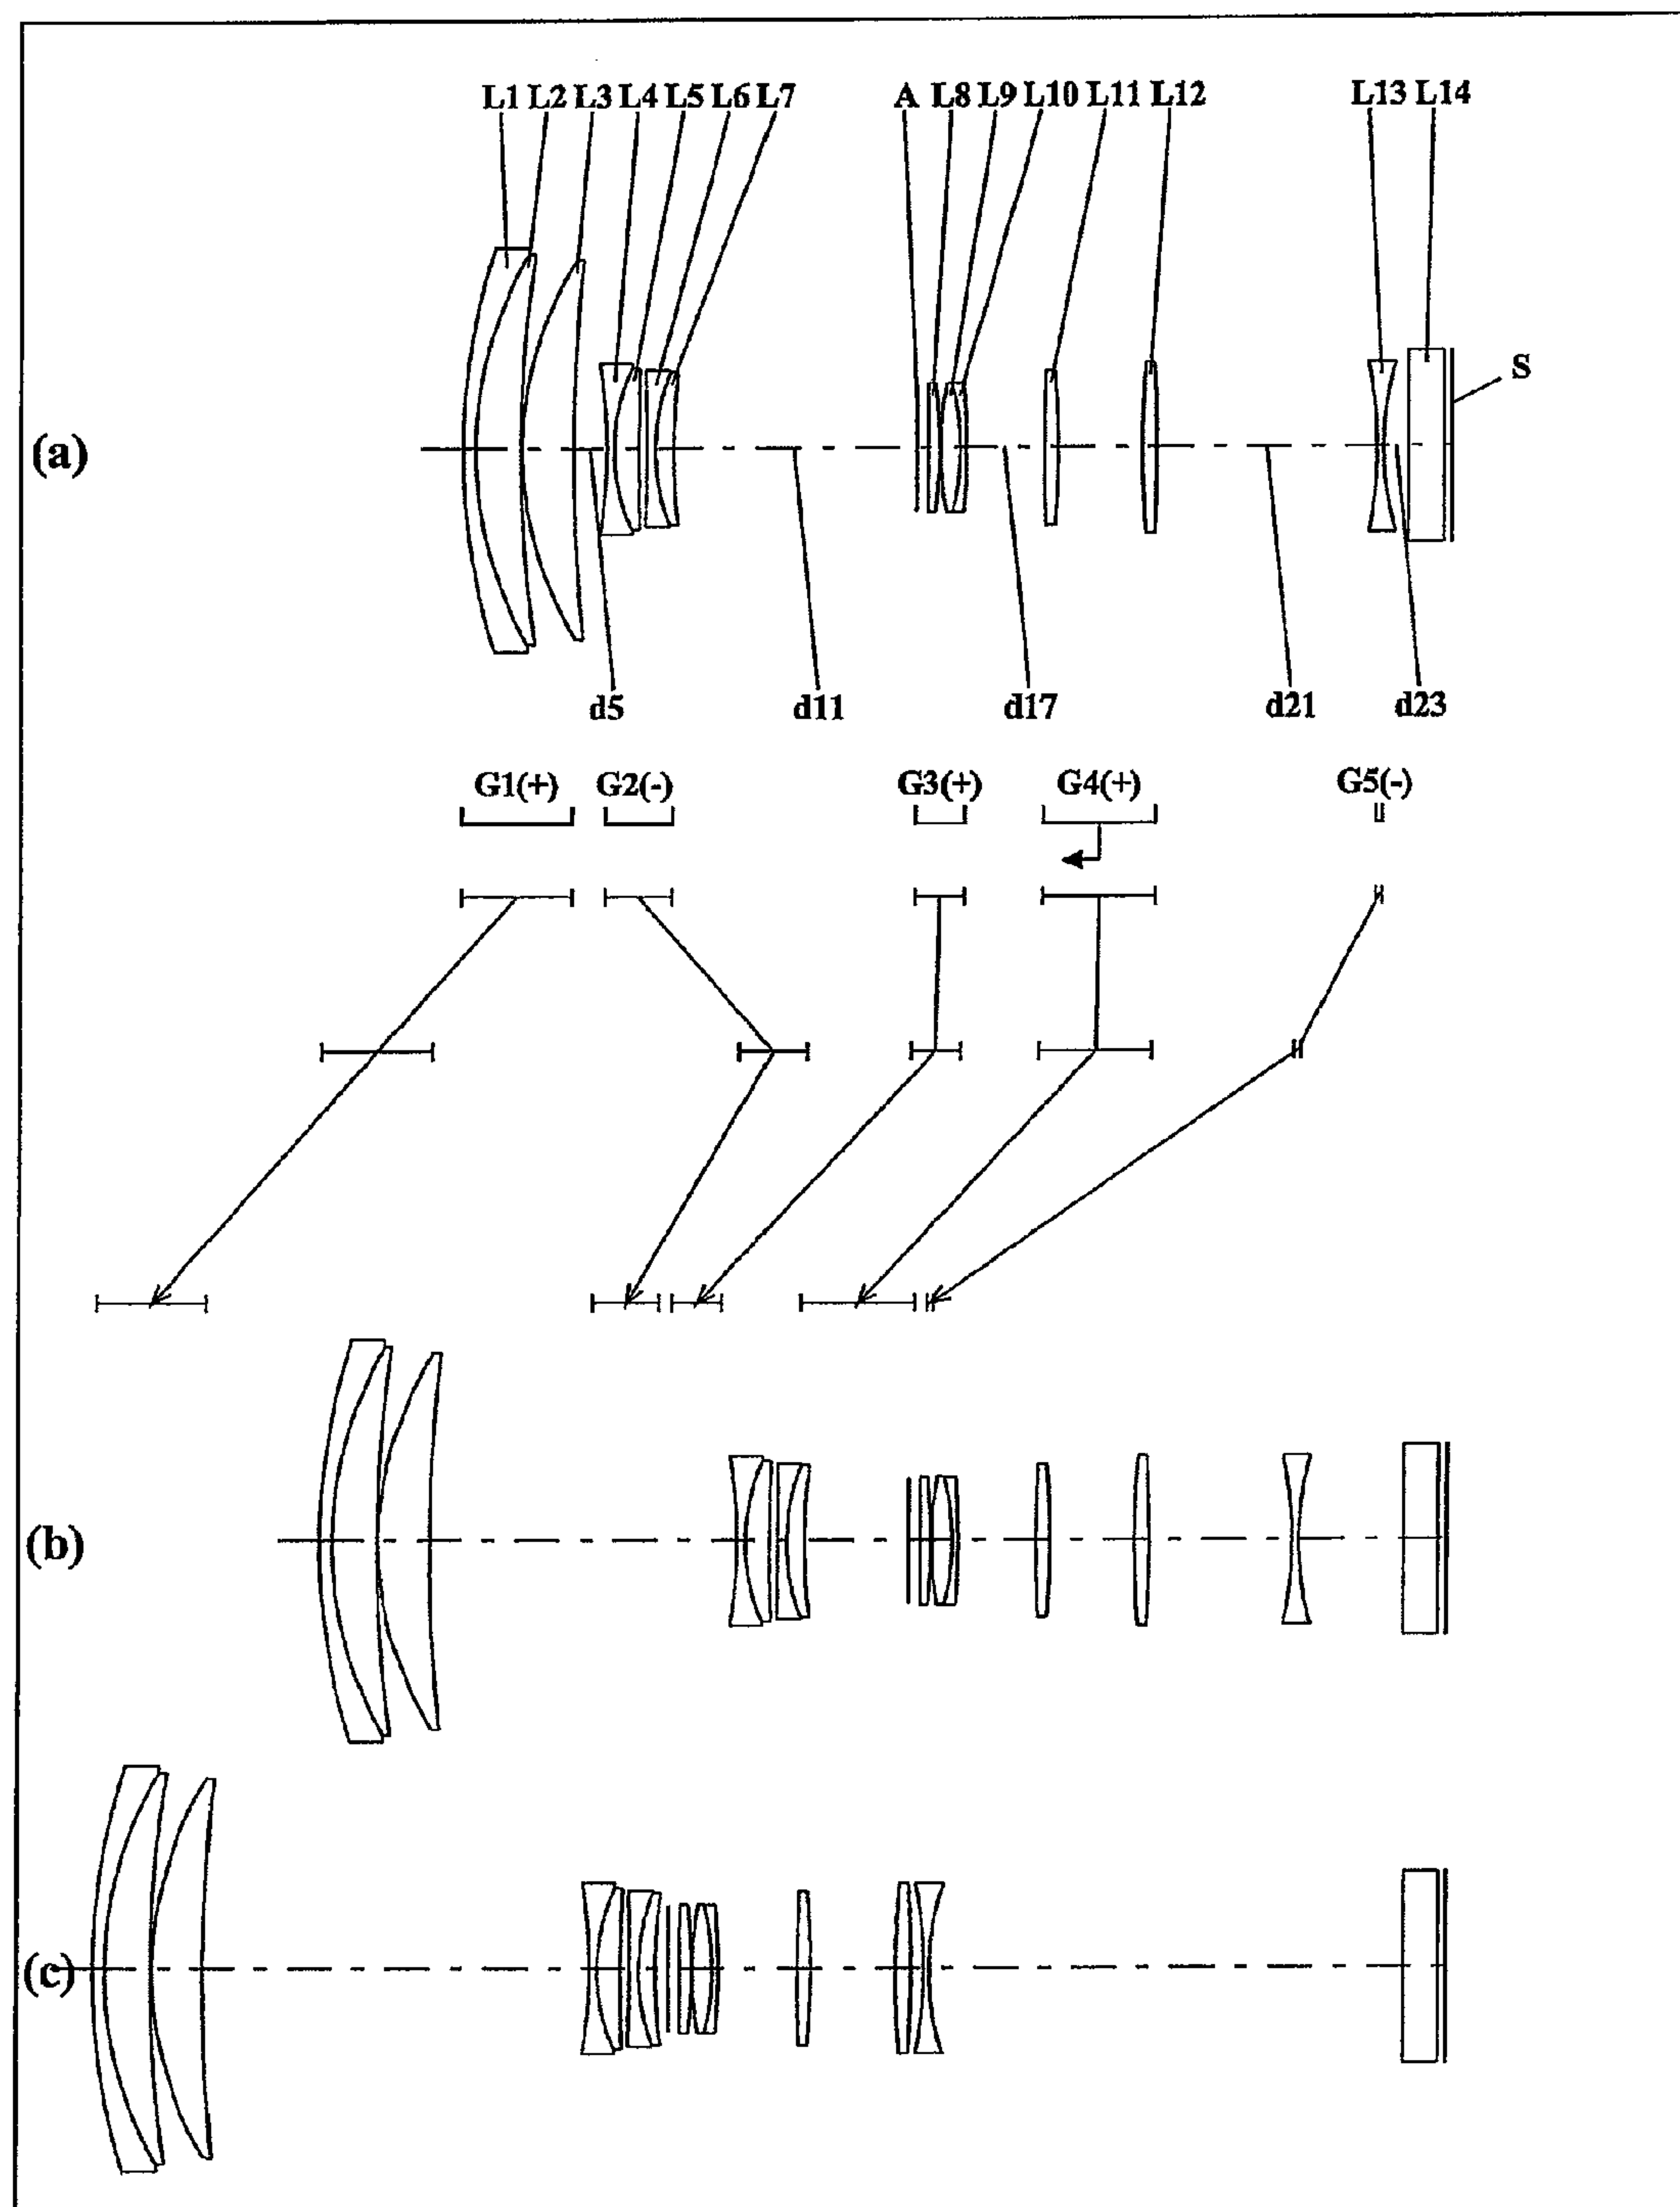 L1 L2 L3 L4 L5 L6 L7 A L8 L9 L10 L11 L12 L13 L14
S
(a)
d5 d11 d17 d21 d23
G1(+) G2(-) G3(+) G4(+) G5(-)
(b)
(c)